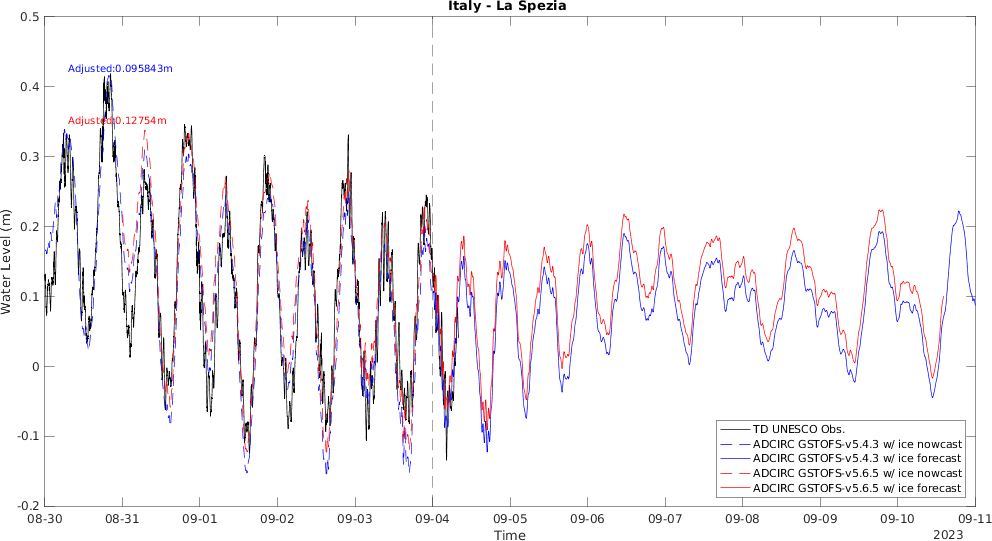 Italy - La Spezia
0.5
0.4
0.3
0.2
0.1
0
-0.1
-0.2
Water Level (m)
Adjusted:0.095843m
Adjusted:0.12754m
TD UNESCO Obs.
ADCIRC GSTOFS-v5.4.3 w/ ice nowcast
ADCIRC GSTOFS-v5.4.3 w/ ice forecast
ADCIRC GSTOFS-v5.6.5 w/ ice nowcast
ADCIRC GSTOFS-v5.6.5 w/ ice forecast
08-30 08-31 09-01 09-02 09-03 09-04 09-05 09-06 09-07 09-08 09-09 09-10 09-11
Time
2023